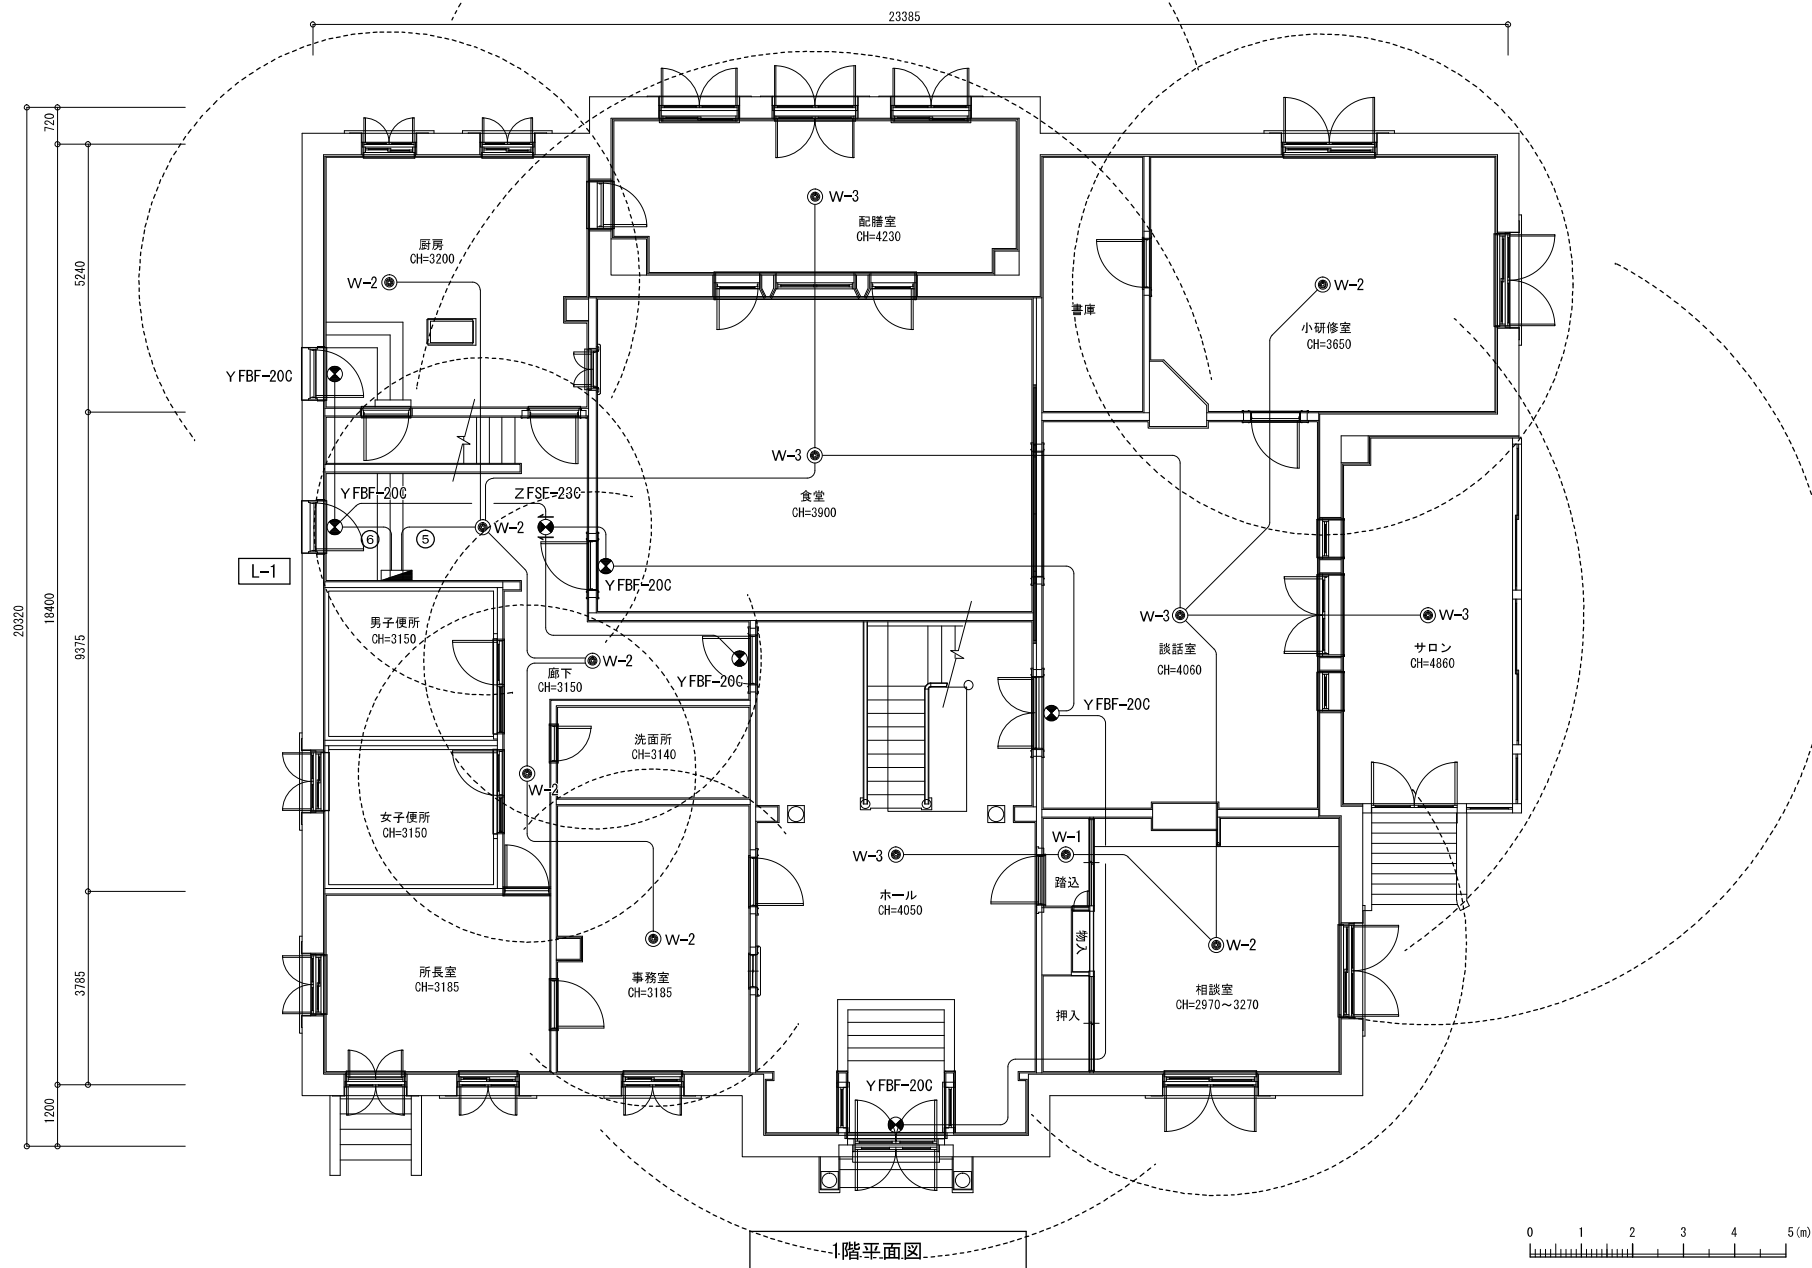 23385
720
配膳室
CH=4230
W-3
厨房
CH=3200
W-2
5240
W-2
書庫
小研修室
CH=3650
YFBF-20C
W-3
食堂
CH=3900
YFBF-20C
ZFSF-23C
W-2
⑥
⑤
L-1
YFBF-20C
20320
18400
9375
男子便所
CH=3150
W-3
談話室
CH=4060
W-3
サロン
CH=4860
W-2
廊下
CH=3150
YFBF-20C
YFBF-20C
洗面所
CH=3140
W-2
女子便所
CH=3150
W-1
W-3
踏込
ホール
CH=4050
W-2
物入
W-2
所長室
CH=3185
事務室
CH=3185
3785
相談室
CH=2970~3270
押入
YFBF-20C
1200
1階平面図
0 1 2 3 4 5(m)